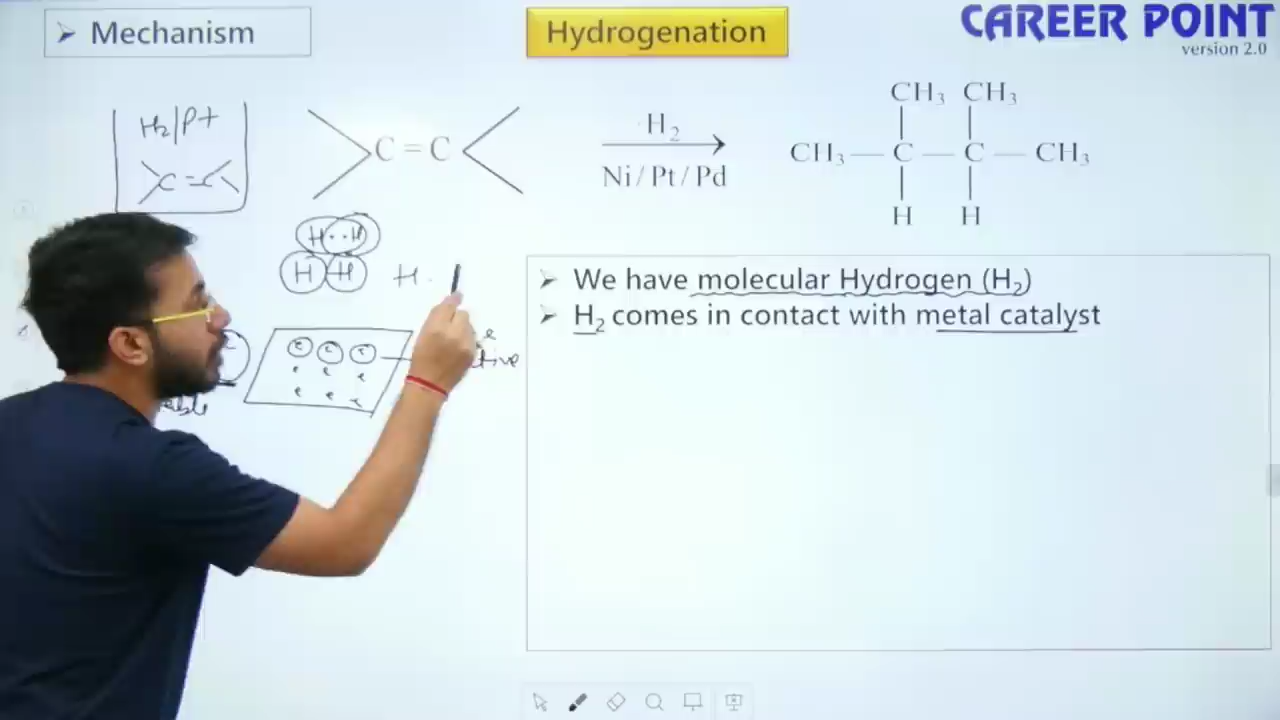 ➢ Mechanism
Hydrogenation
CAREER POINT
version 2.0
H₂/Pt
C=C
C=C
H₂
Ni/Pt/Pd
CH₃ CH₃
CH₃—C—C—CH₃
H H
H··H
H H
H·
➢ We have molecular Hydrogen (H₂)
➢ H₂ comes in contact with metal catalyst